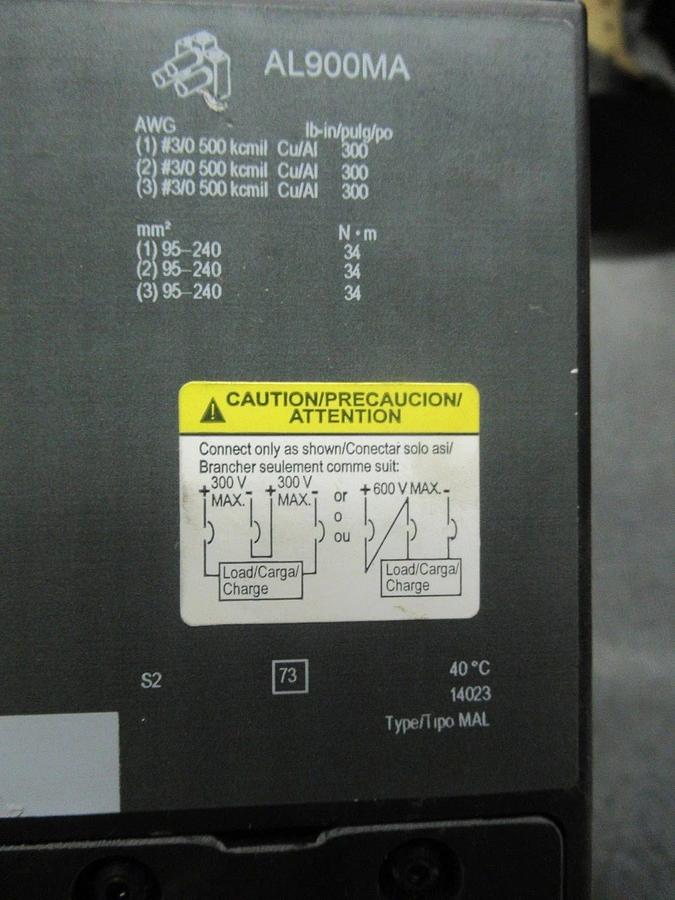 AL900MA
AWG lb-in/pulg/po
(1) #3/0 500 kcmil Cu/Al 300
(2) #3/0 500 kcmil Cu/Al 300
(3) #3/0 500 kcmil Cu/Al 300
mm² N·m
(1) 95-240 34
(2) 95-240 34
(3) 95-240 34
CAUTION/PRECAUCION/
ATTENTION
Connect only as shown/Conectar solo asi/
Brancher seulement comme suit:
+ 300 V MAX. - + 300 V MAX. - or + 600 V MAX. -
o
ou
Load/Carga/
Charge
Load/Carga/
Charge
S2 73 40 °C
14023
Type/Tipo MAL